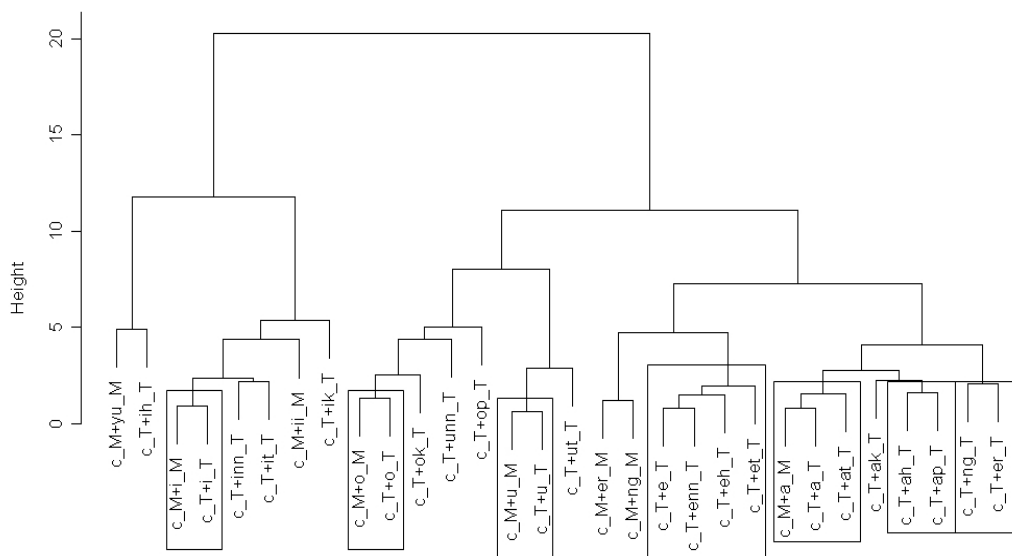 20
15
10
5
0
Height
c_M+yu_M
c_T+ih_T
c_M+i_M
c_T+i_T
c_T+inn_T
c_T+it_T
c_M+ii_M
c_T+ik_T
c_M+o_M
c_T+o_T
c_T+ok_T
c_T+unn_T
c_T+op_T
c_M+u_M
c_T+u_T
c_T+ut_T
c_M+er_M
c_M+ng_M
c_T+e_T
c_T+enn_T
c_T+eh_T
c_T+et_T
c_M+a_M
c_T+a_T
c_T+at_T
c_T+ak_T
c_T+ah_T
c_T+ap_T
c_T+ng_T
c_T+er_T